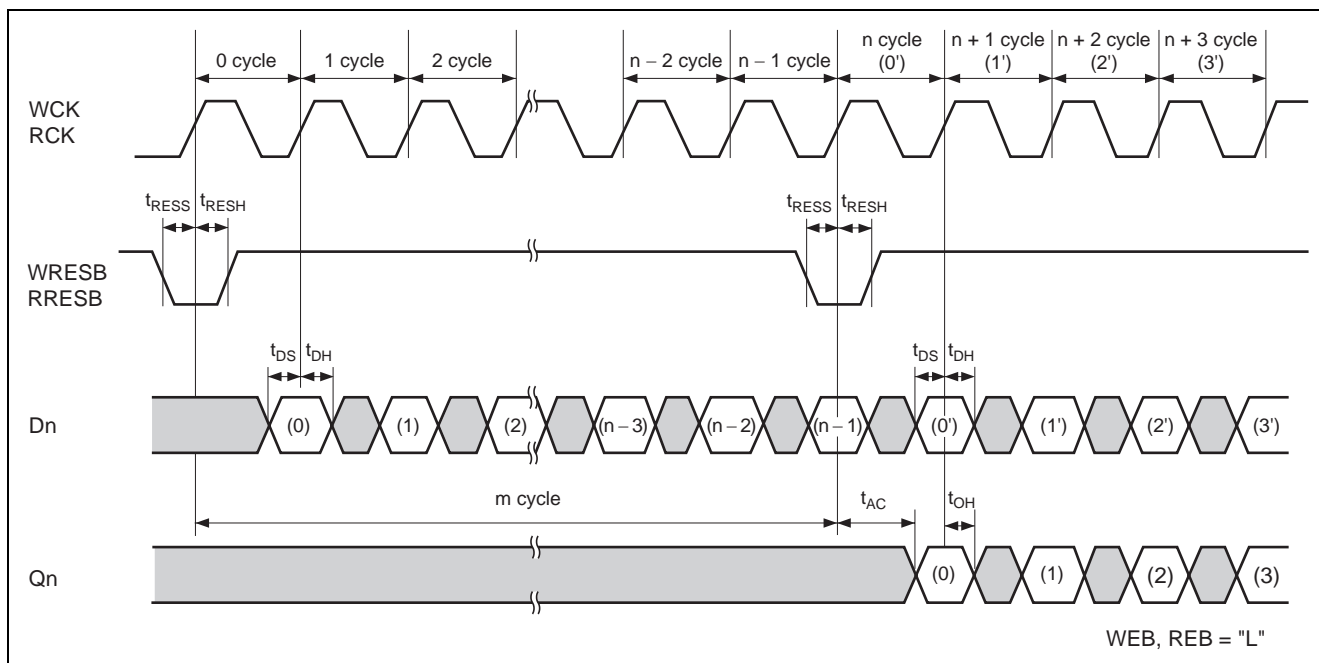 0 cycle 1 cycle 2 cycle n – 2 cycle n – 1 cycle n cycle (0') n + 1 cycle (1') n + 2 cycle (2') n + 3 cycle (3')
WCK
RCK
tRESS tRESH tRESS tRESH
WRESB
RRESB
tDS tDH tDS tDH
Dn (0) (1) (2) (n – 3) (n – 2) (n – 1) (0') (1') (2') (3')
m cycle tAC tOH
Qn (0) (1) (2) (3)
WEB, REB = "L"